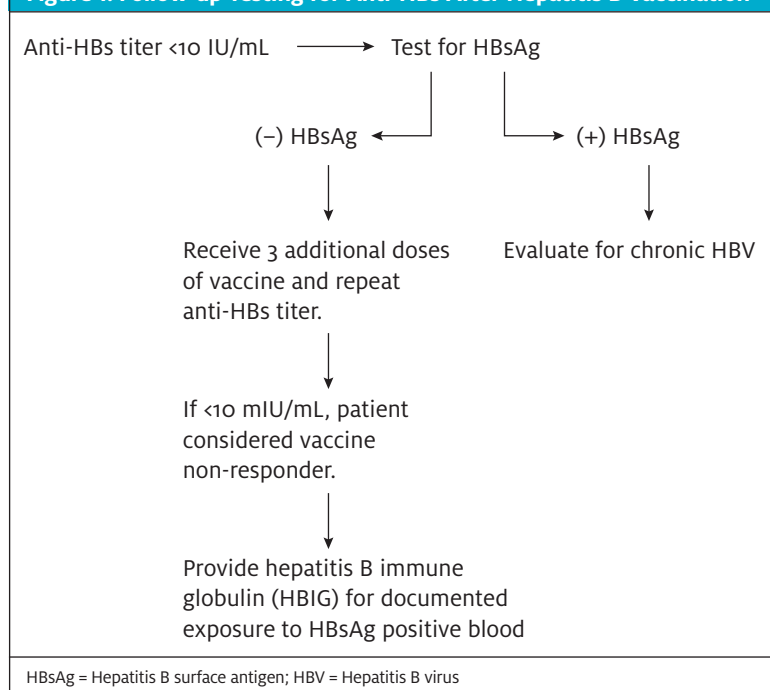 Anti-HBs titer <10 IU/mL
Test for HBsAg
(−) HBsAg
(+) HBsAg
Receive 3 additional doses
of vaccine and repeat
anti-HBs titer.
Evaluate for chronic HBV
If <10 mIU/mL, patient
considered vaccine
non-responder.
Provide hepatitis B immune
globulin (HBIG) for documented
exposure to HBsAg positive blood
HBsAg = Hepatitis B surface antigen; HBV = Hepatitis B virus